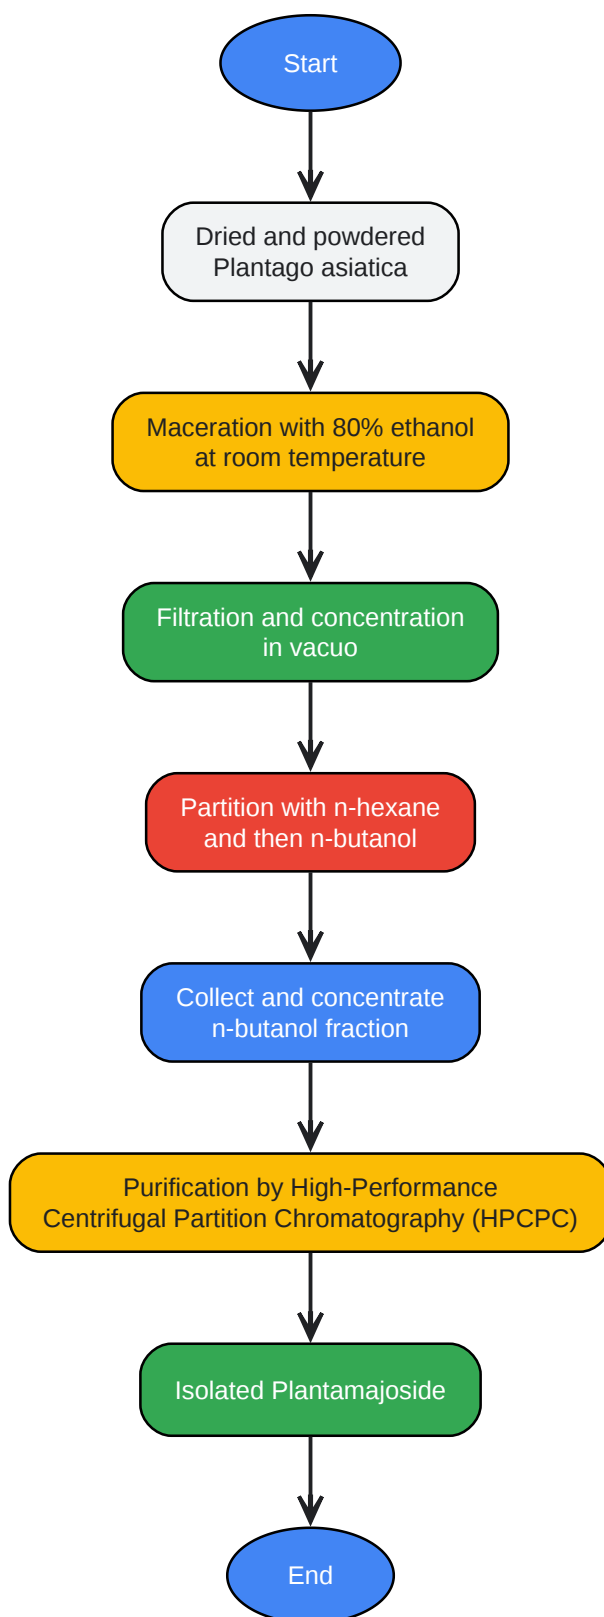 Start
Dried and powdered
Plantago asiatica
Maceration with 80% ethanol
at room temperature
Filtration and concentration
in vacuo
Partition with n-hexane
and then n-butanol
Collect and concentrate
n-butanol fraction
Purification by High-Performance
Centrifugal Partition Chromatography (HPCPC)
Isolated Plantamajoside
End